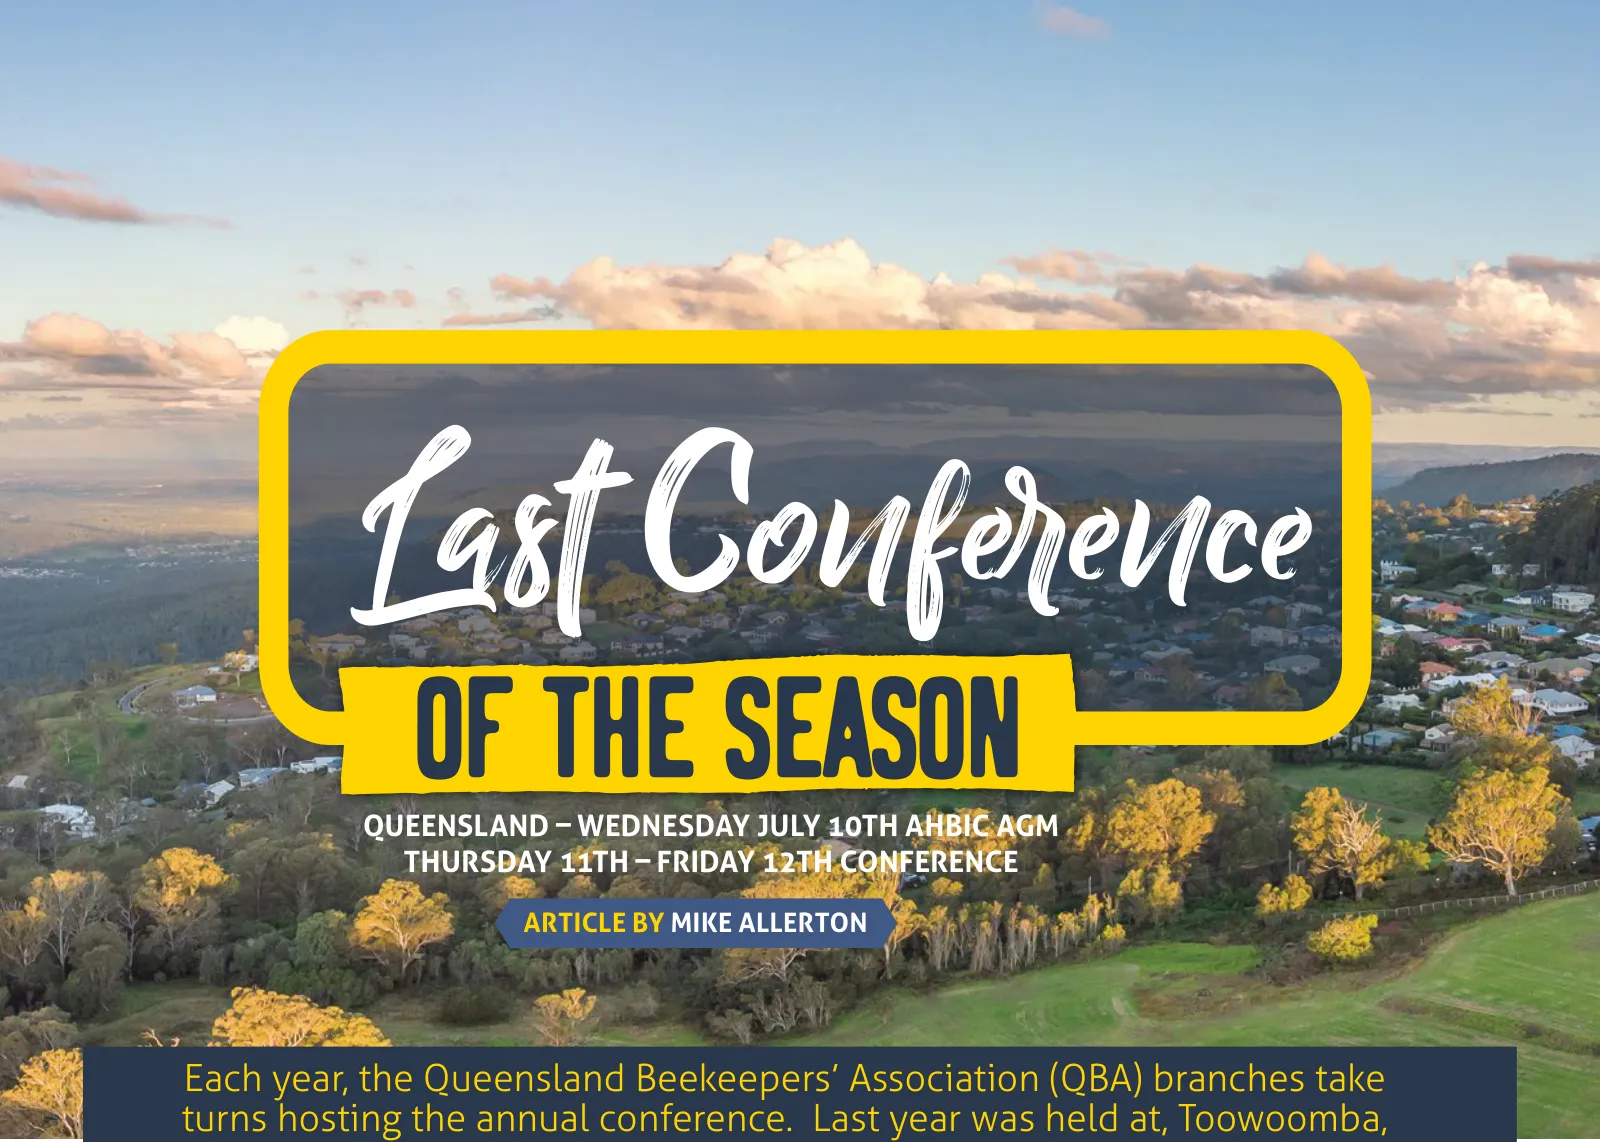 Last Conference
OF THE SEASON
QUEENSLAND – WEDNESDAY JULY 10TH AHBIC AGM
THURSDAY 11TH – FRIDAY 12TH CONFERENCE
ARTICLE BY MIKE ALLERTON
Each year, the Queensland Beekeepers’ Association (QBA) branches take
turns hosting the annual conference.  Last year was held at, Toowoomba,